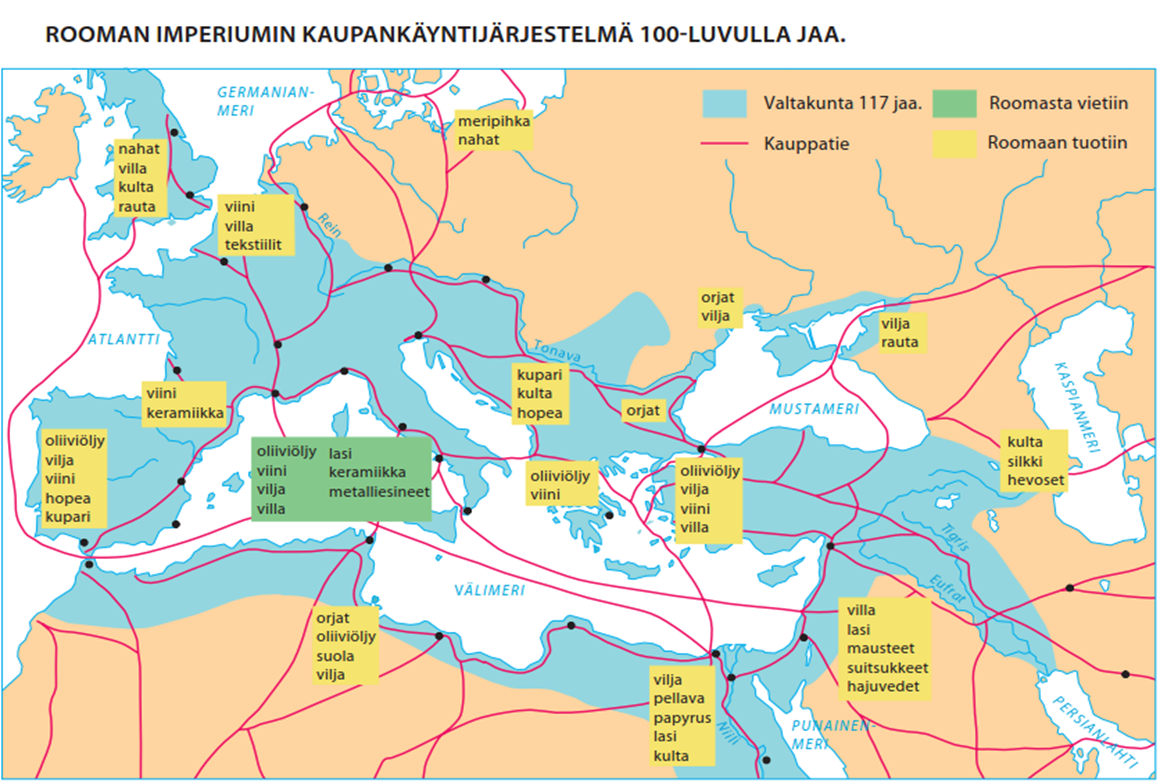 ROOMAN IMPERIUMIN KAUPANKÄYNTIJÄRJESTELMÄ 100-LUVULLA JAA.
GERMANIAN-
MERI
meripihka
nahat
Valtakunta 117 jaa.
Roomasta vietiin
Kauppatie
Roomaan tuotiin
nahat
villa
kulta
rauta
viini
villa
tekstiilit
Rein
orjat
vilja
vilja
rauta
ATLANTTI
Tonava
KASPIANMERI
viini
keramiikka
kupari
kulta
hopea
orjat
MUSTAMERI
oliiviöljy
vilja
viini
hopea
kupari
oliiviöljy
viini
vilja
villa
lasi
keramiikka
metalliesineet
oliiviöljy
viini
oliiviöljy
vilja
viini
villa
kulta
silkki
hevoset
Tigris
Eufrat
VÄLIMERI
orjat
oliiviöljy
suola
vilja
villa
lasi
mausteet
suitsukkeet
hajuvedet
vilja
pellava
papyrus
lasi
kulta
Niili
PUNAINEN-
MERI
PERSIANLAHTI